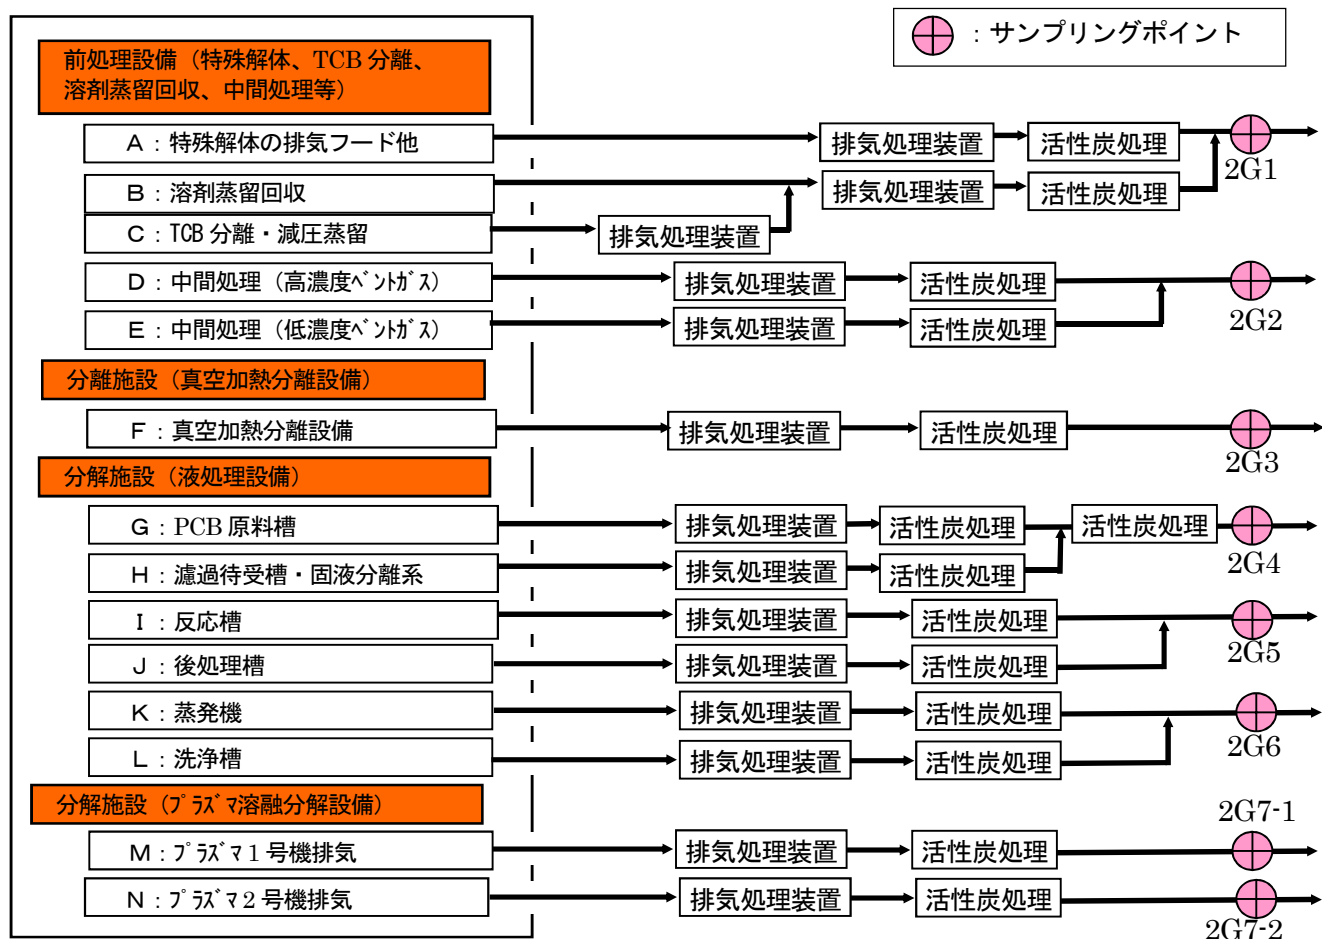 ：サンプリングポイント
前処理設備（特殊解体、TCB 分離、
溶剤蒸留回収、中間処理等）
A：特殊解体の排気フード他
排気処理装置
活性炭処理
2G1
B：溶剤蒸留回収
排気処理装置
活性炭処理
C：TCB 分離・減圧蒸留
排気処理装置
D：中間処理（高濃度ﾍﾞﾝﾄｶﾞｽ）
排気処理装置
活性炭処理
2G2
E：中間処理（低濃度ﾍﾞﾝﾄｶﾞｽ）
排気処理装置
活性炭処理
分離施設（真空加熱分離設備）
F：真空加熱分離設備
排気処理装置
活性炭処理
2G3
分解施設（液処理設備）
G：PCB 原料槽
排気処理装置
活性炭処理
活性炭処理
2G4
H：濾過待受槽・固液分離系
排気処理装置
活性炭処理
I：反応槽
排気処理装置
活性炭処理
2G5
J：後処理槽
排気処理装置
活性炭処理
K：蒸発機
排気処理装置
活性炭処理
2G6
L：洗浄槽
排気処理装置
活性炭処理
分解施設（ﾌﾟﾗｽﾞﾏ溶融分解設備）
2G7-1
M：ﾌﾟﾗｽﾞﾏ1 号機排気
排気処理装置
活性炭処理
N：ﾌﾟﾗｽﾞﾏ2 号機排気
排気処理装置
活性炭処理
2G7-2